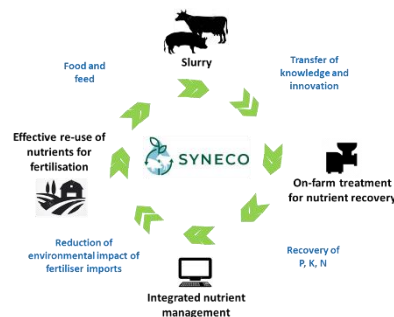 Slurry
Food and
feed
Transfer of
knowledge and
innovation
Effective re-use of
nutrients for
fertilisation
SYNECO
On-farm treatment
for nutrient recovery
Reduction of
environmental impact of
fertiliser imports
Recovery of
P, K, N
Integrated nutrient
management